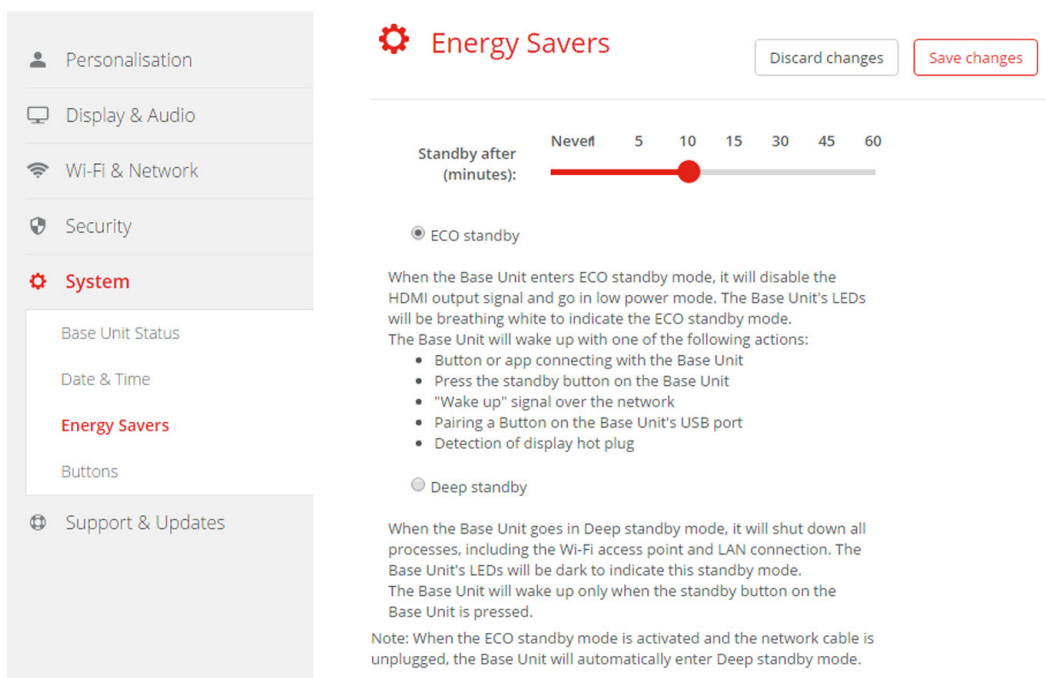 Personalisation
Display & Audio
Wi-Fi & Network
Security
System
Base Unit Status
Date & Time
Energy Savers
Buttons
Support & Updates
Energy Savers
Discard changes
Save changes
Standby after
(minutes):
Never 1 5 10 15 30 45 60
ECO standby
When the Base Unit enters ECO standby mode, it will disable the
HDMI output signal and go in low power mode. The Base Unit's LEDs
will be breathing white to indicate the ECO standby mode.
The Base Unit will wake up with one of the following actions:
• Button or app connecting with the Base Unit
• Press the standby button on the Base Unit
• "Wake up" signal over the network
• Pairing a Button on the Base Unit's USB port
• Detection of display hot plug
Deep standby
When the Base Unit goes in Deep standby mode, it will shut down all
processes, including the Wi-Fi access point and LAN connection. The
Base Unit's LEDs will be dark to indicate this standby mode.
The Base Unit will wake up only when the standby button on the
Base Unit is pressed.
Note: When the ECO standby mode is activated and the network cable is
unplugged, the Base Unit will automatically enter Deep standby mode.